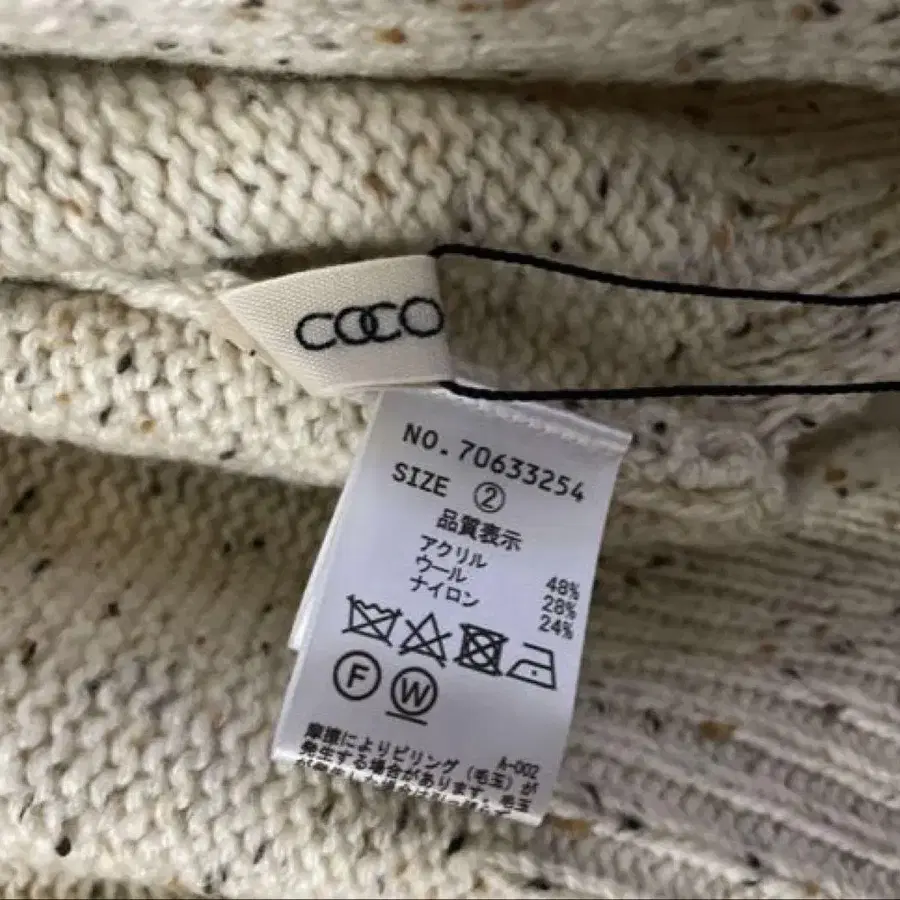 COCO
NO.70633254
SIZE ②
品質表示
アクリル 48%
ウール 28%
ナイロン 24%
F W
A-002
摩擦によりピリング(毛玉)が
発生する場合があります。毛玉